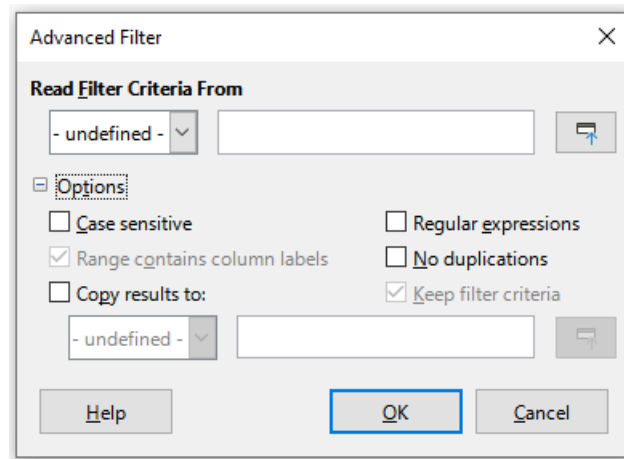 Advanced Filter
Read Filter Criteria From
- undefined -
Options
Case sensitive
Regular expressions
Range contains column labels
No duplications
Copy results to:
Keep filter criteria
- undefined -
Help
OK
Cancel